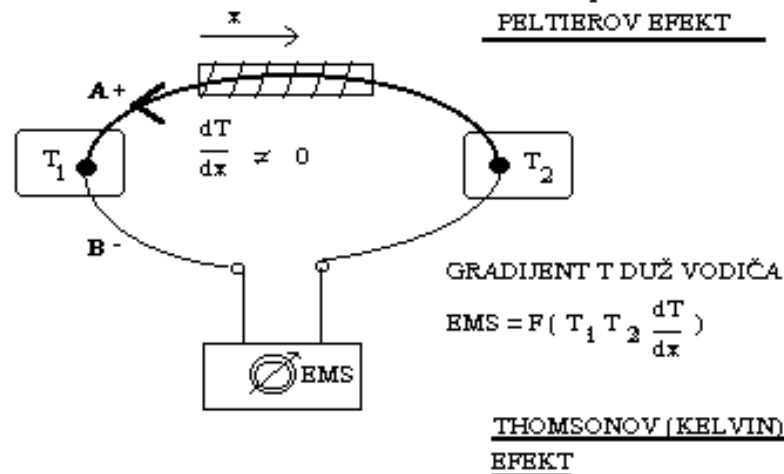 PELTIEROV EFEKT
x
A +
dT
dx ≠ 0
T1
T2
B -
GRADIJENT T DUŽ VODIČA
EMS = F ( T1 T2 dT/dx )
EMS
THOMSONOV (KELVIN)
EFEKT